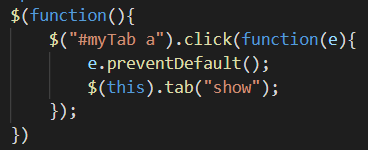 $(function(){
    $("#myTab a").click(function(e){
        e.preventDefault();
        $(this).tab("show");
    });
})